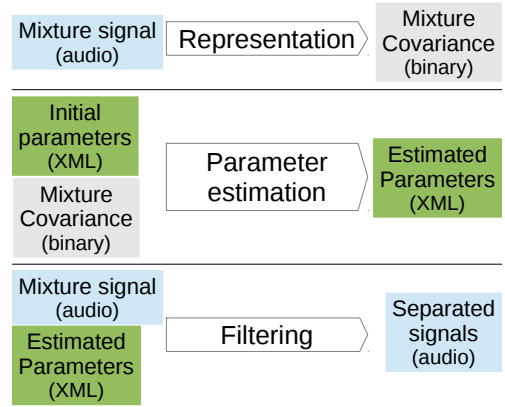 Mixture signal
(audio)
Representation
Mixture
Covariance
(binary)
Initial
parameters
(XML)
Mixture
Covariance
(binary)
Parameter
estimation
Estimated
Parameters
(XML)
Mixture signal
(audio)
Estimated
Parameters
(XML)
Filtering
Separated
signals
(audio)